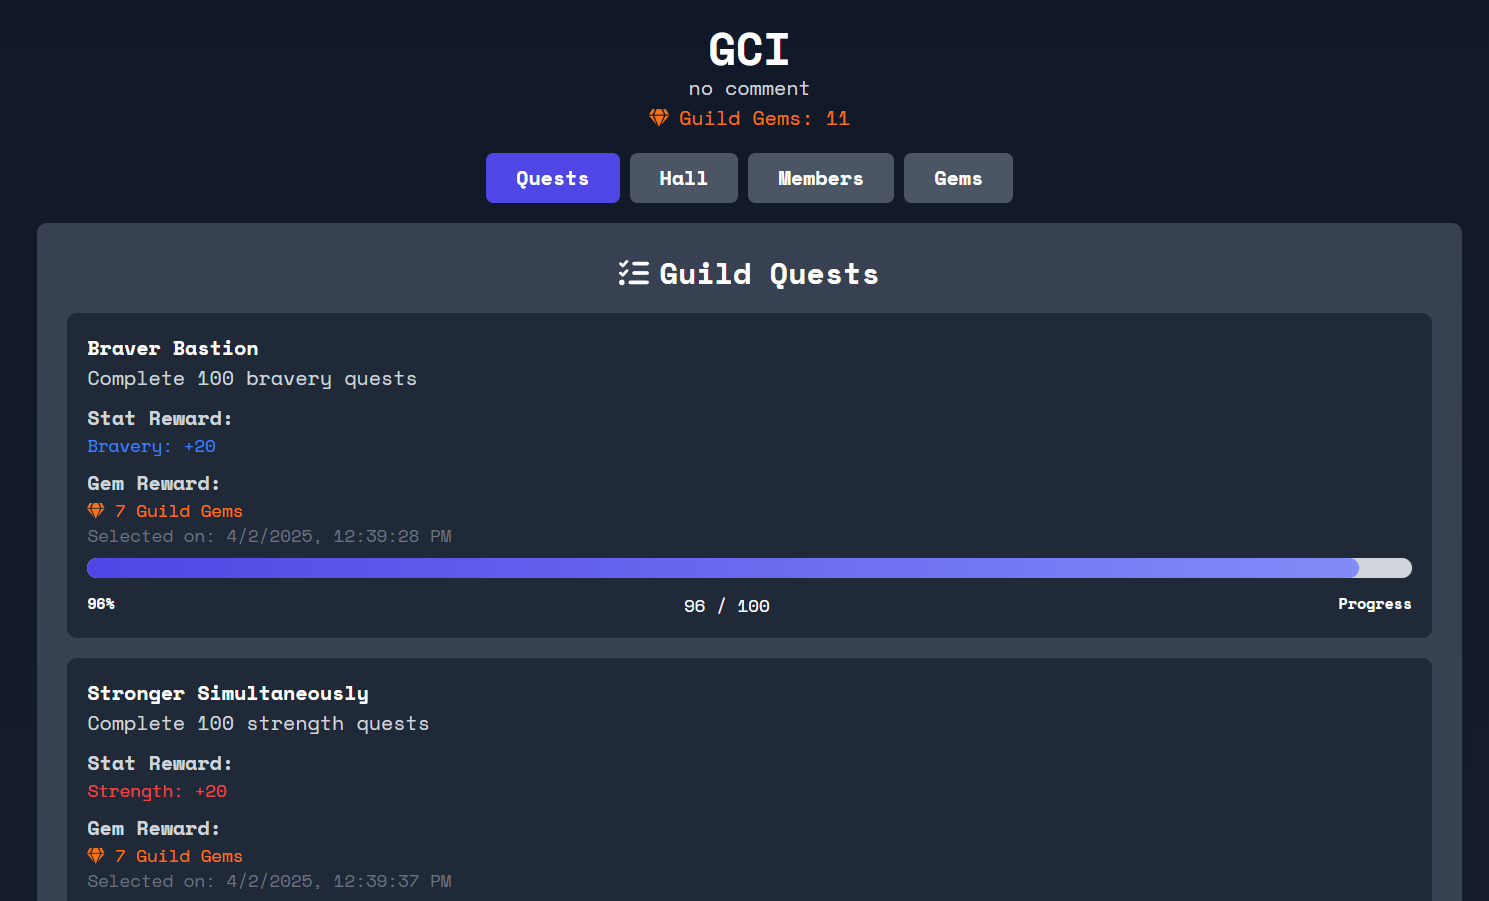 GCI
no comment
Guild Gems: 11
Quests Hall Members Gems
Guild Quests
Braver Bastion
Complete 100 bravery quests
Stat Reward:
Bravery: +20
Gem Reward:
7 Guild Gems
Selected on: 4/2/2025, 12:39:28 PM
96% 96 / 100 Progress
Stronger Simultaneously
Complete 100 strength quests
Stat Reward:
Strength: +20
Gem Reward:
7 Guild Gems
Selected on: 4/2/2025, 12:39:37 PM